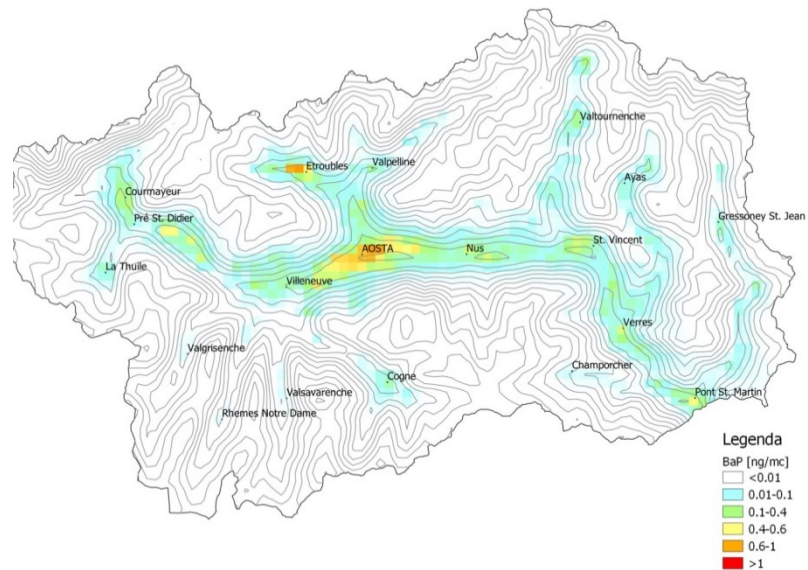 Valtournenche
Etroubles
Valpelline
Ayas
Courmayeur
Prè St. Didier
Gressoney St. Jean
AOSTA
Nus
St. Vincent
La Thuile
Villeneuve
Verres
Valgrisenche
Champorcher
Cogne
Valsavarenche
Pont St. Martin
Rhemes Notre Dame
Legenda
BaP [ng/mc]
<0.01
0.01-0.1
0.1-0.4
0.4-0.6
0.6-1
>1